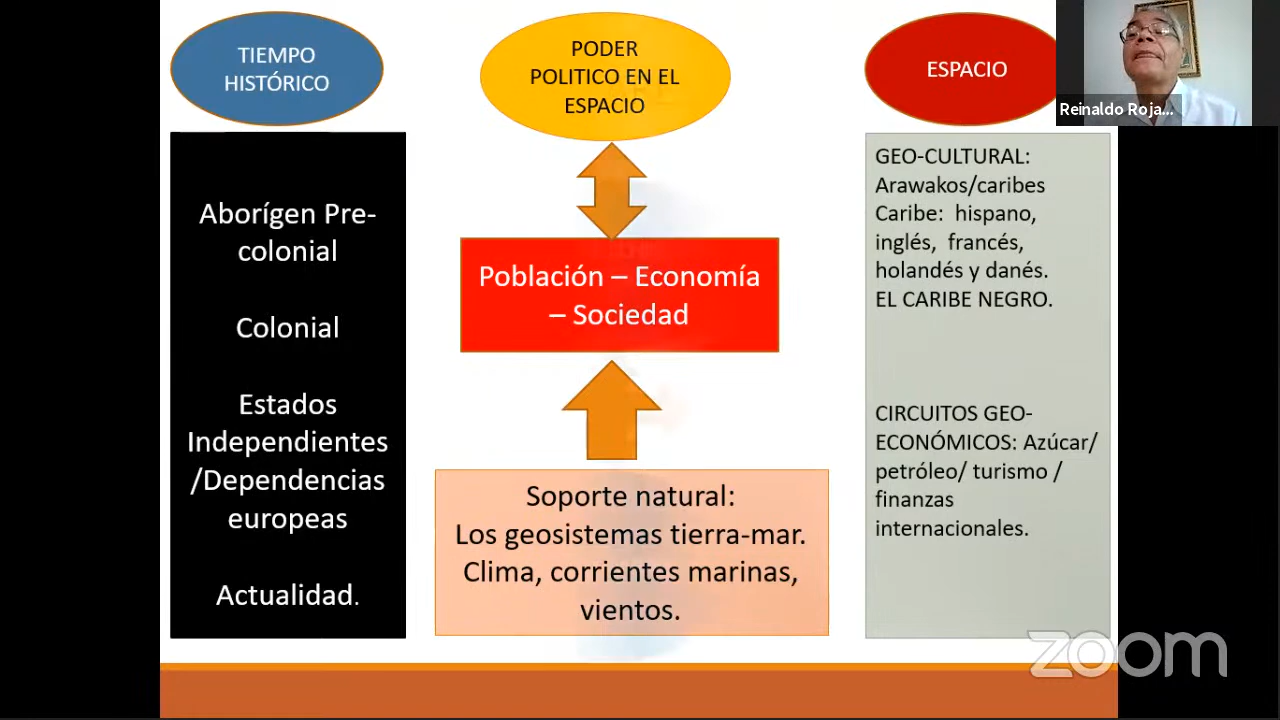 TIEMPO
HISTÓRICO
Aborígen Pre-
colonial
Colonial
Estados
Independientes
/Dependencias
europeas
Actualidad.
PODER
POLITICO EN EL
ESPACIO
Población – Economía
– Sociedad
Soporte natural:
Los geosistemas tierra-mar.
Clima, corrientes marinas,
vientos.
ESPACIO
GEO-CULTURAL:
Arawakos/caribes
Caribe: hispano,
inglés, francés,
holandés y danés.
EL CARIBE NEGRO.
CIRCUITOS GEO-
ECONÓMICOS: Azúcar/
petróleo/ turismo /
finanzas
internacionales.
Reinaldo Roja...
zoom